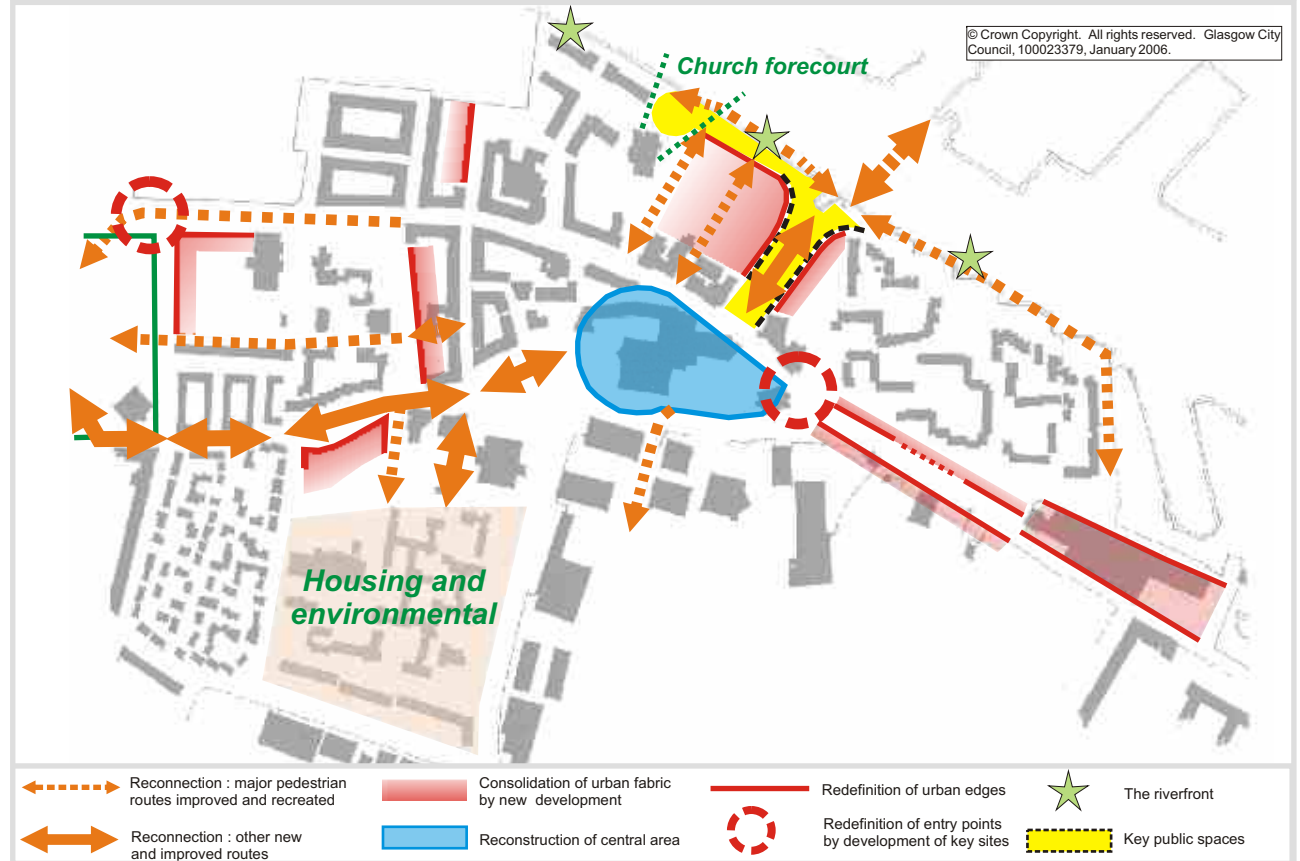 © Crown Copyright. All rights reserved. Glasgow City
Council, 100023379, January 2006.
Church forecourt
Housing and
environmental
Reconnection : major pedestrian
routes improved and recreated
Consolidation of urban fabric
by new development
Redefinition of urban edges
The riverfront
Reconnection : other new
and improved routes
Reconstruction of central area
Redefinition of entry points
by development of key sites
Key public spaces